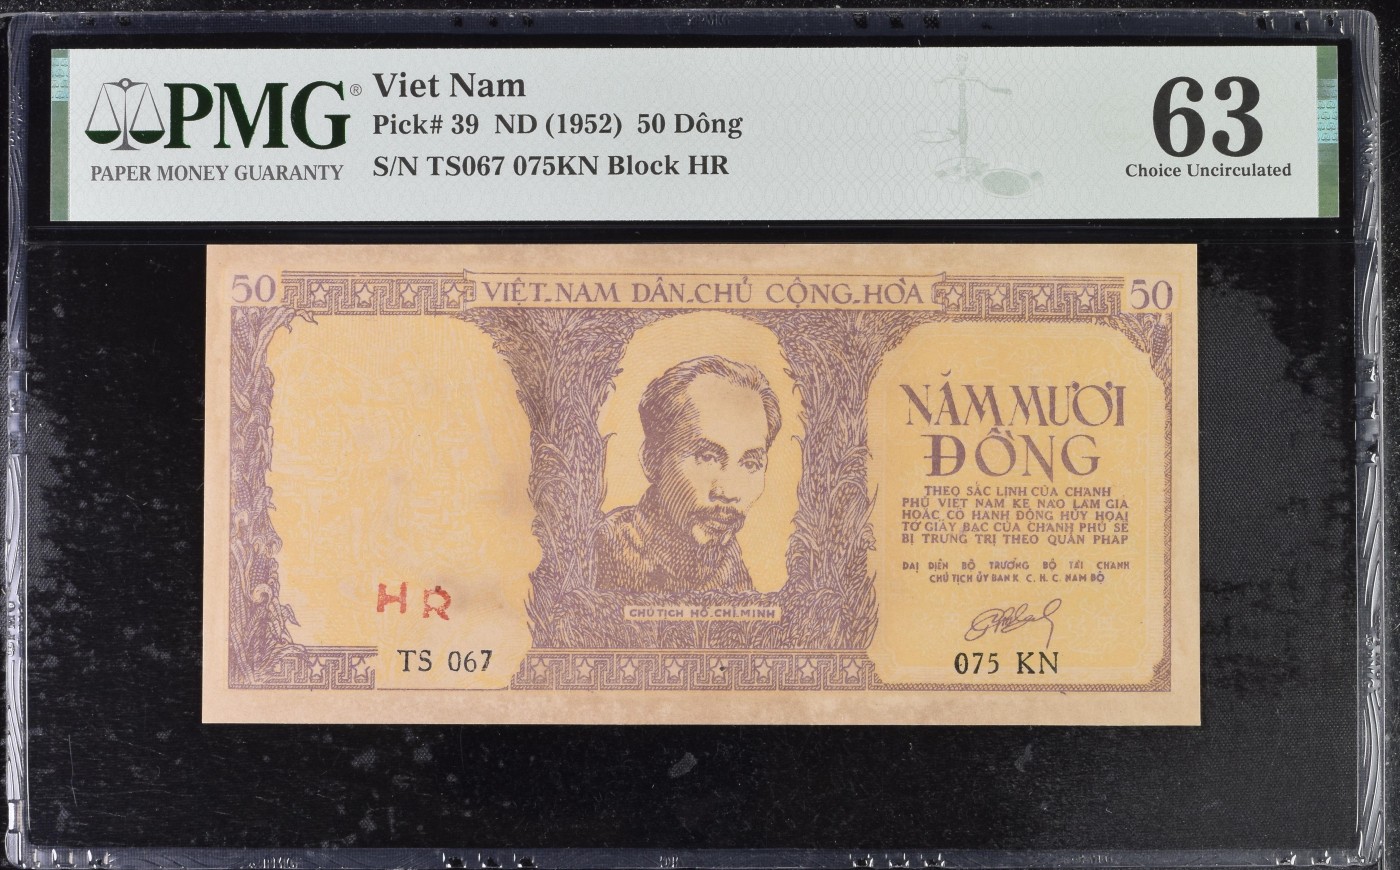 PMG®
PAPER MONEY GUARANTY
Viet Nam
Pick# 39 ND (1952) 50 Dông
S/N TS067 075KN Block HR
63
Choice Uncirculated
50 VIỆT-NAM DÂN-CHỦ CỘNG-HÒA 50
NĂM MƯƠI
ĐỒNG
THEO SẮC LỊNH CỦA CHÁNH
PHỦ VIỆT NAM KẺ NÀO LÀM GIẢ
HOẶC CÓ HÀNH ĐỘNG HỦY HOẠI
TỜ GIẤY BẠC CỦA CHÁNH PHỦ SẼ
BỊ TRỪNG TRỊ THEO QUÂN PHÁP
ĐẠI DIỆN BỘ TRƯỞNG BỘ TÀI CHÁNH
CHỦ TỊCH ỦY BAN K. C. H. C. NAM BỘ
CHỦ TỊCH HỒ-CHÍ-MINH
HR
TS 067
075 KN